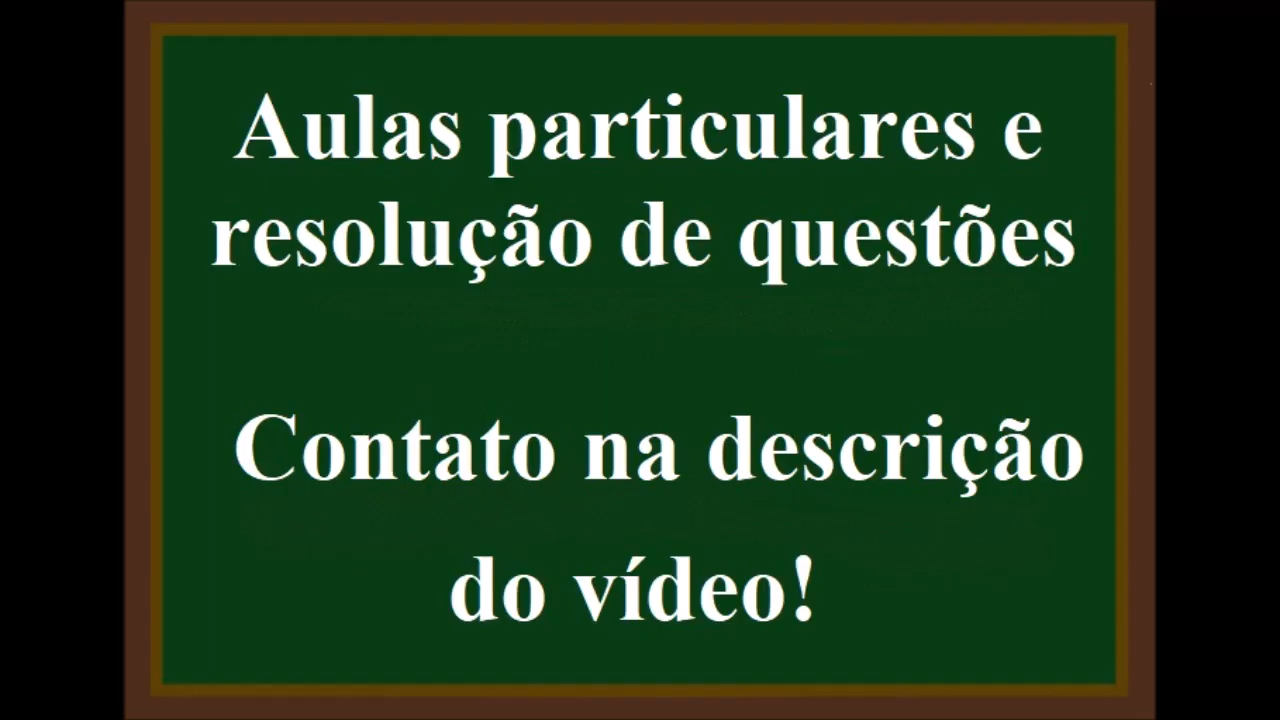 Aulas particulares e
resolução de questões
Contato na descrição
do vídeo!